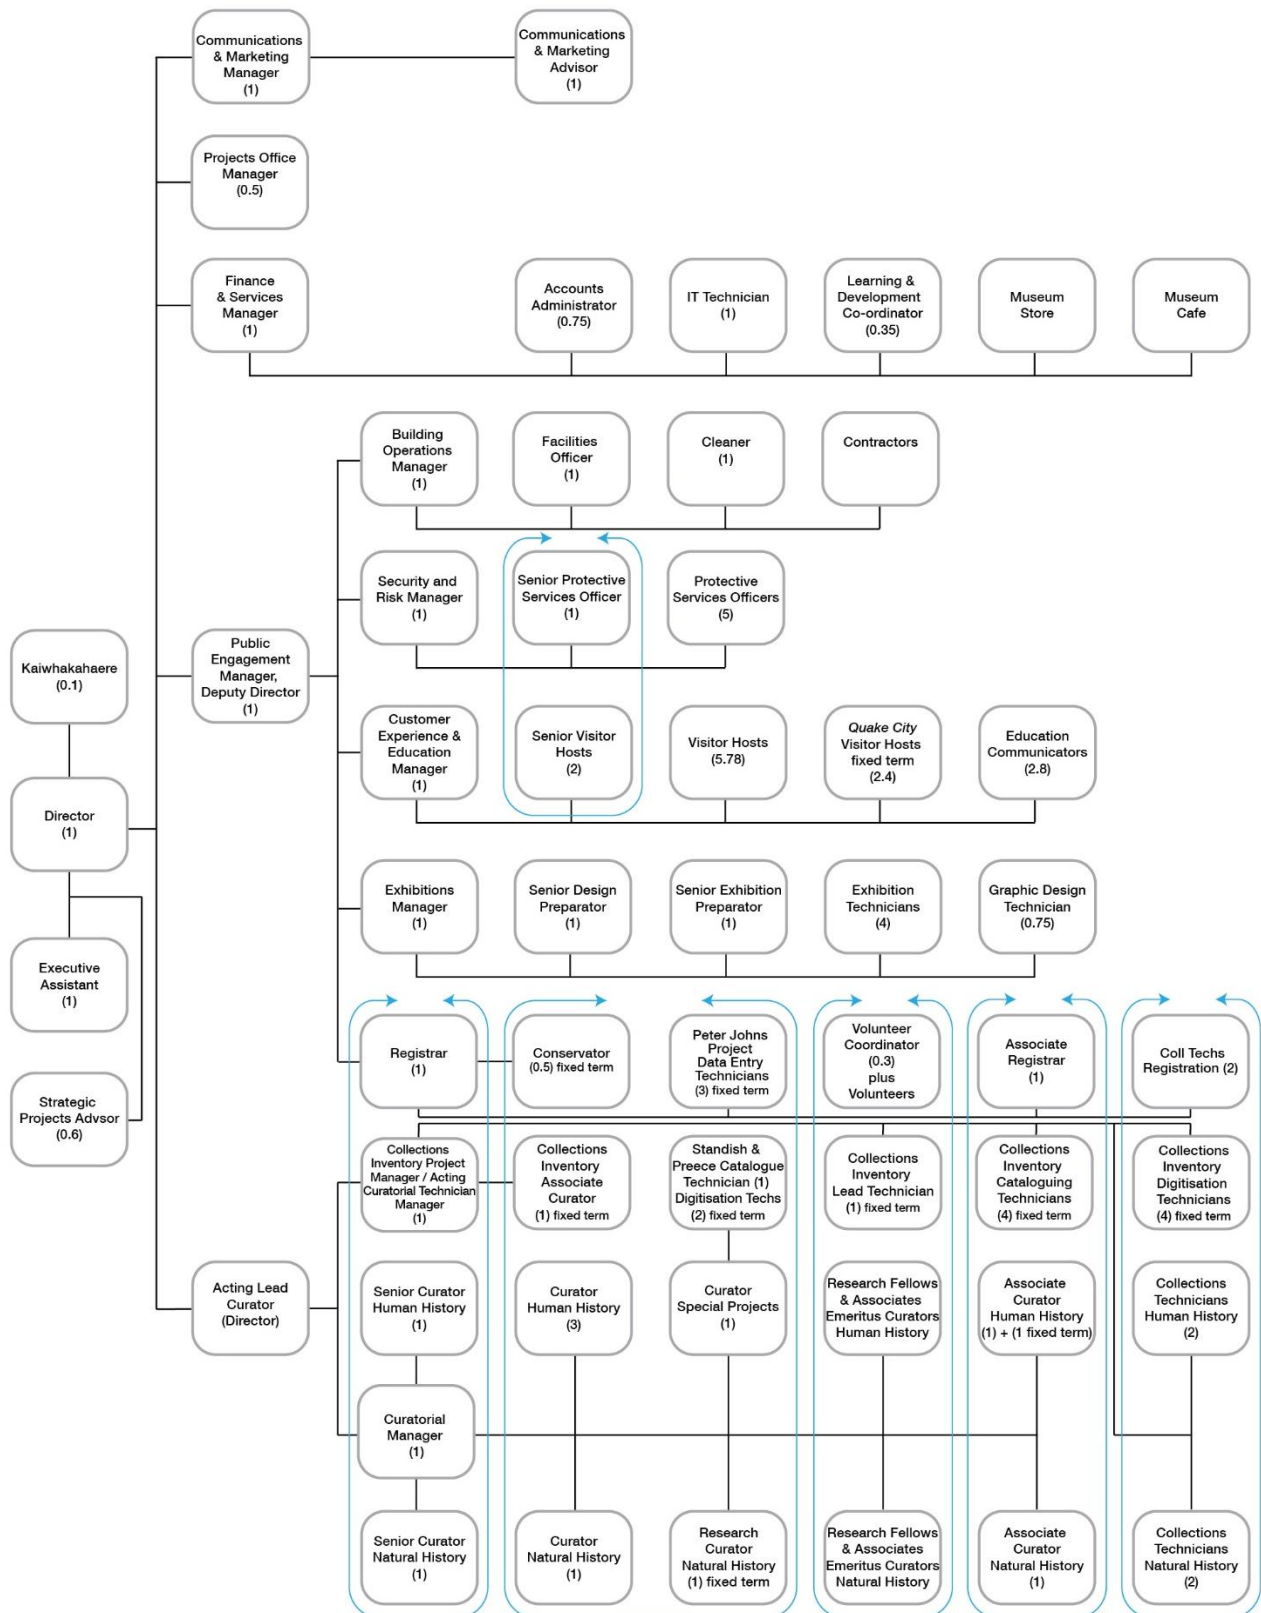 Communications
& Marketing
Manager
(1)
Communications
& Marketing
Advisor
(1)
Projects Office
Manager
(0.5)
Finance
& Services
Manager
(1)
Accounts
Administrator
(0.75)
IT Technician
(1)
Learning &
Development
Co-ordinator
(0.35)
Museum
Store
Museum
Cafe
Building
Operations
Manager
(1)
Facilities
Officer
(1)
Cleaner
(1)
Contractors
Security and
Risk Manager
(1)
Senior Protective
Services Officer
(1)
Protective
Services Officers
(5)
Kaiwhakahaere
(0.1)
Public
Engagement
Manager,
Deputy Director
(1)
Customer
Experience &
Education
Manager
(1)
Senior Visitor
Hosts
(2)
Visitor Hosts
(5.78)
Quake City
Visitor Hosts
fixed term
(2.4)
Education
Communicators
(2.8)
Director
(1)
Exhibitions
Manager
(1)
Senior Design
Preparator
(1)
Senior Exhibition
Preparator
(1)
Exhibition
Technicians
(4)
Graphic Design
Technician
(0.75)
Executive
Assistant
(1)
Strategic
Projects Advsor
(0.6)
Registrar
(1)
Conservator
(0.5) fixed term
Peter Johns
Project
Data Entry
Technicians
(3) fixed term
Volunteer
Coordinator
(0.3)
plus
Volunteers
Associate
Registrar
(1)
Coll Techs
Registration (2)
Collections
Inventory Project
Manager / Acting
Curatorial Technician
Manager
(1)
Collections
Inventory
Associate
Curator
(1) fixed term
Standish &
Preece Catalogue
Technician (1)
Digitisation Techs
(2) fixed term
Collections
Inventory
Lead Technician
(1) fixed term
Collections
Inventory
Cataloguing
Technicians
(4) fixed term
Collections
Inventory
Digitisation
Technicians
(4) fixed term
Acting Lead
Curator
(Director)
Senior Curator
Human History
(1)
Curator
Human History
(3)
Curator
Special Projects
(1)
Research Fellows
& Associates
Emeritus Curators
Human History
Associate
Curator
Human History
(1) + (1 fixed term)
Collections
Technicians
Human History
(2)
Curatorial
Manager
(1)
Senior Curator
Natural History
(1)
Curator
Natural History
(1)
Research
Curator
Natural History
(1) fixed term
Research Fellows
& Associates
Emeritus Curators
Natural History
Associate
Curator
Natural History
(1)
Collections
Technicians
Natural History
(2)